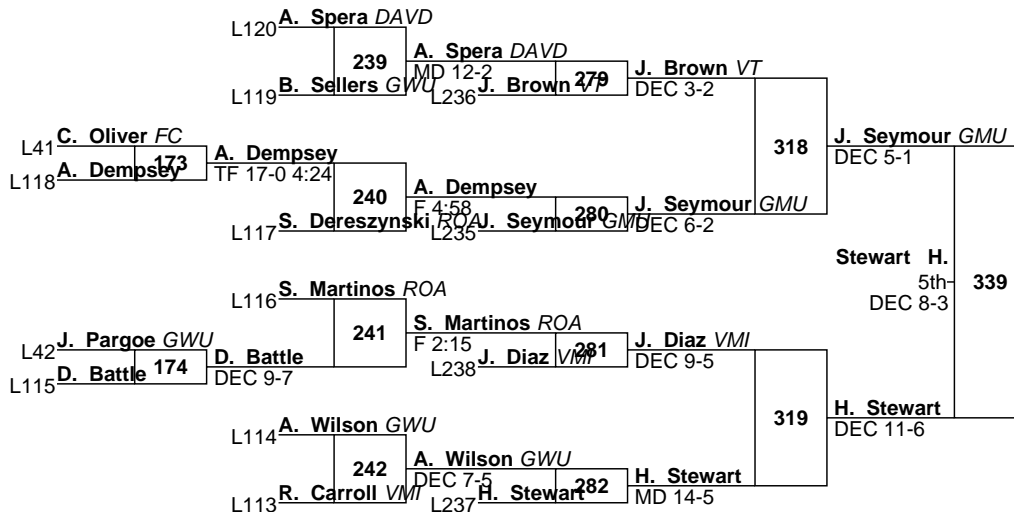 L120 A. Spera DAVD
239
A. Spera DAVD
MD 12-2
L119 B. Sellers GWU
L236 J. Brown VT
279
J. Brown VT
DEC 3-2
L41 C. Oliver FC
173
L118 A. Dempsey
A. Dempsey
TF 17-0 4:24
240
A. Dempsey
F 4:58
L117 S. Dereszynski ROA
L235 J. Seymour GMU
280
J. Seymour GMU
DEC 6-2
318
J. Seymour GMU
DEC 5-1
L116 S. Martinos ROA
241
S. Martinos ROA
F 2:15
L42 J. Pargoe GWU
174
L115 D. Battle
D. Battle
DEC 9-7
L238 J. Diaz VMI
281
J. Diaz VMI
DEC 9-5
L114 A. Wilson GWU
242
A. Wilson GWU
DEC 7-5
L113 R. Carroll VMI
L237 H. Stewart
282
H. Stewart
MD 14-5
319
H. Stewart
DEC 11-6
Stewart H.
5th
DEC 8-3
339